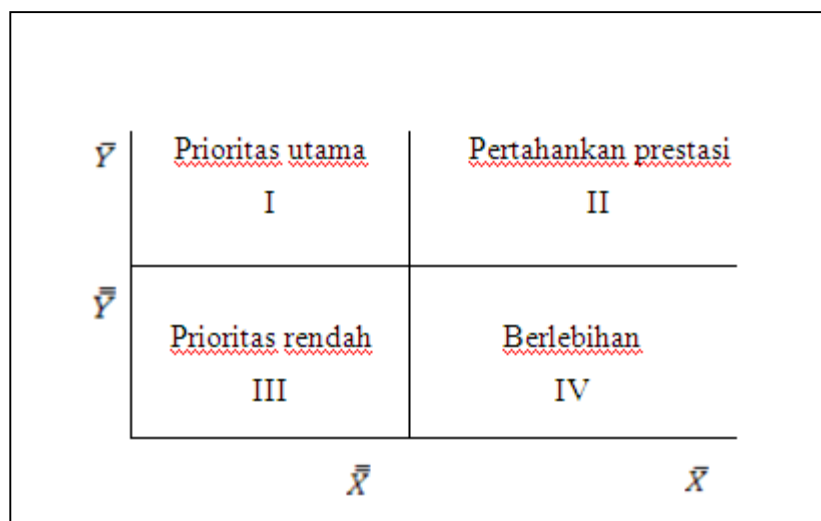 Ȳ Prioritas utama Pertahankan prestasi
I II
Y̿
Prioritas rendah Berlebihan
III IV
X̿ X̄